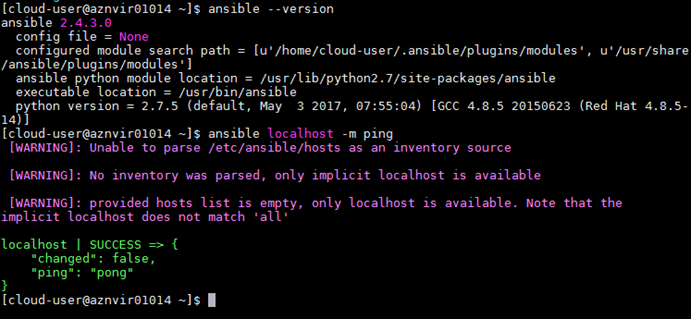 [cloud-user@aznvir01014 ~]$ ansible --version
ansible 2.4.3.0
  config file = None
  configured module search path = [u'/home/cloud-user/.ansible/plugins/modules', u'/usr/share
/ansible/plugins/modules']
  ansible python module location = /usr/lib/python2.7/site-packages/ansible
  executable location = /usr/bin/ansible
  python version = 2.7.5 (default, May  3 2017, 07:55:04) [GCC 4.8.5 20150623 (Red Hat 4.8.5-
14)]
[cloud-user@aznvir01014 ~]$ ansible localhost -m ping
 [WARNING]: Unable to parse /etc/ansible/hosts as an inventory source
 [WARNING]: No inventory was parsed, only implicit localhost is available
 [WARNING]: provided hosts list is empty, only localhost is available. Note that the
implicit localhost does not match 'all'
localhost | SUCCESS => {
    "changed": false,
    "ping": "pong"
}
[cloud-user@aznvir01014 ~]$